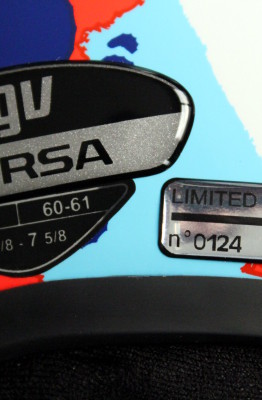 gv
RSA
60-61
/8 - 7 5/8
LIMITED
n°0124